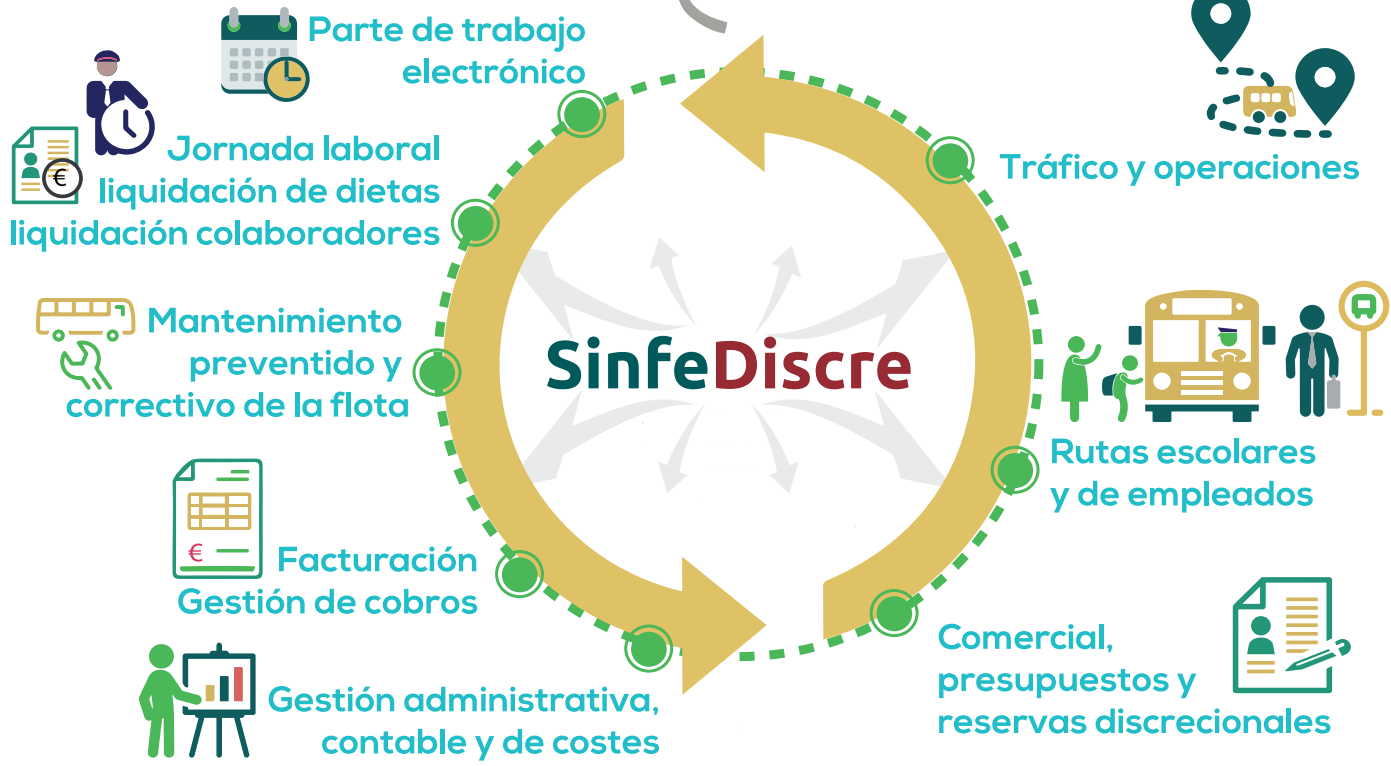 Parte de trabajo
electrónico
Jornada laboral
liquidación de dietas
liquidación colaboradores
Mantenimiento
preventido y
correctivo de la flota
Facturación
Gestión de cobros
Gestión administrativa,
contable y de costes
SinfeDiscre
Tráfico y operaciones
Rutas escolares
y de empleados
Comercial,
presupuestos y
reservas discrecionales
€
€